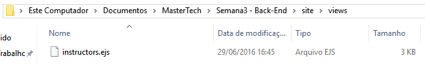 Este Computador > Documentos > MasterTech > Semana3 - Back-End > site > views
ido
Nome
Data de modificaç...
Tipo
Tamanho
instructors.ejs
29/06/2016 16:45
Arquivo EJS
3 KB
rabalhc